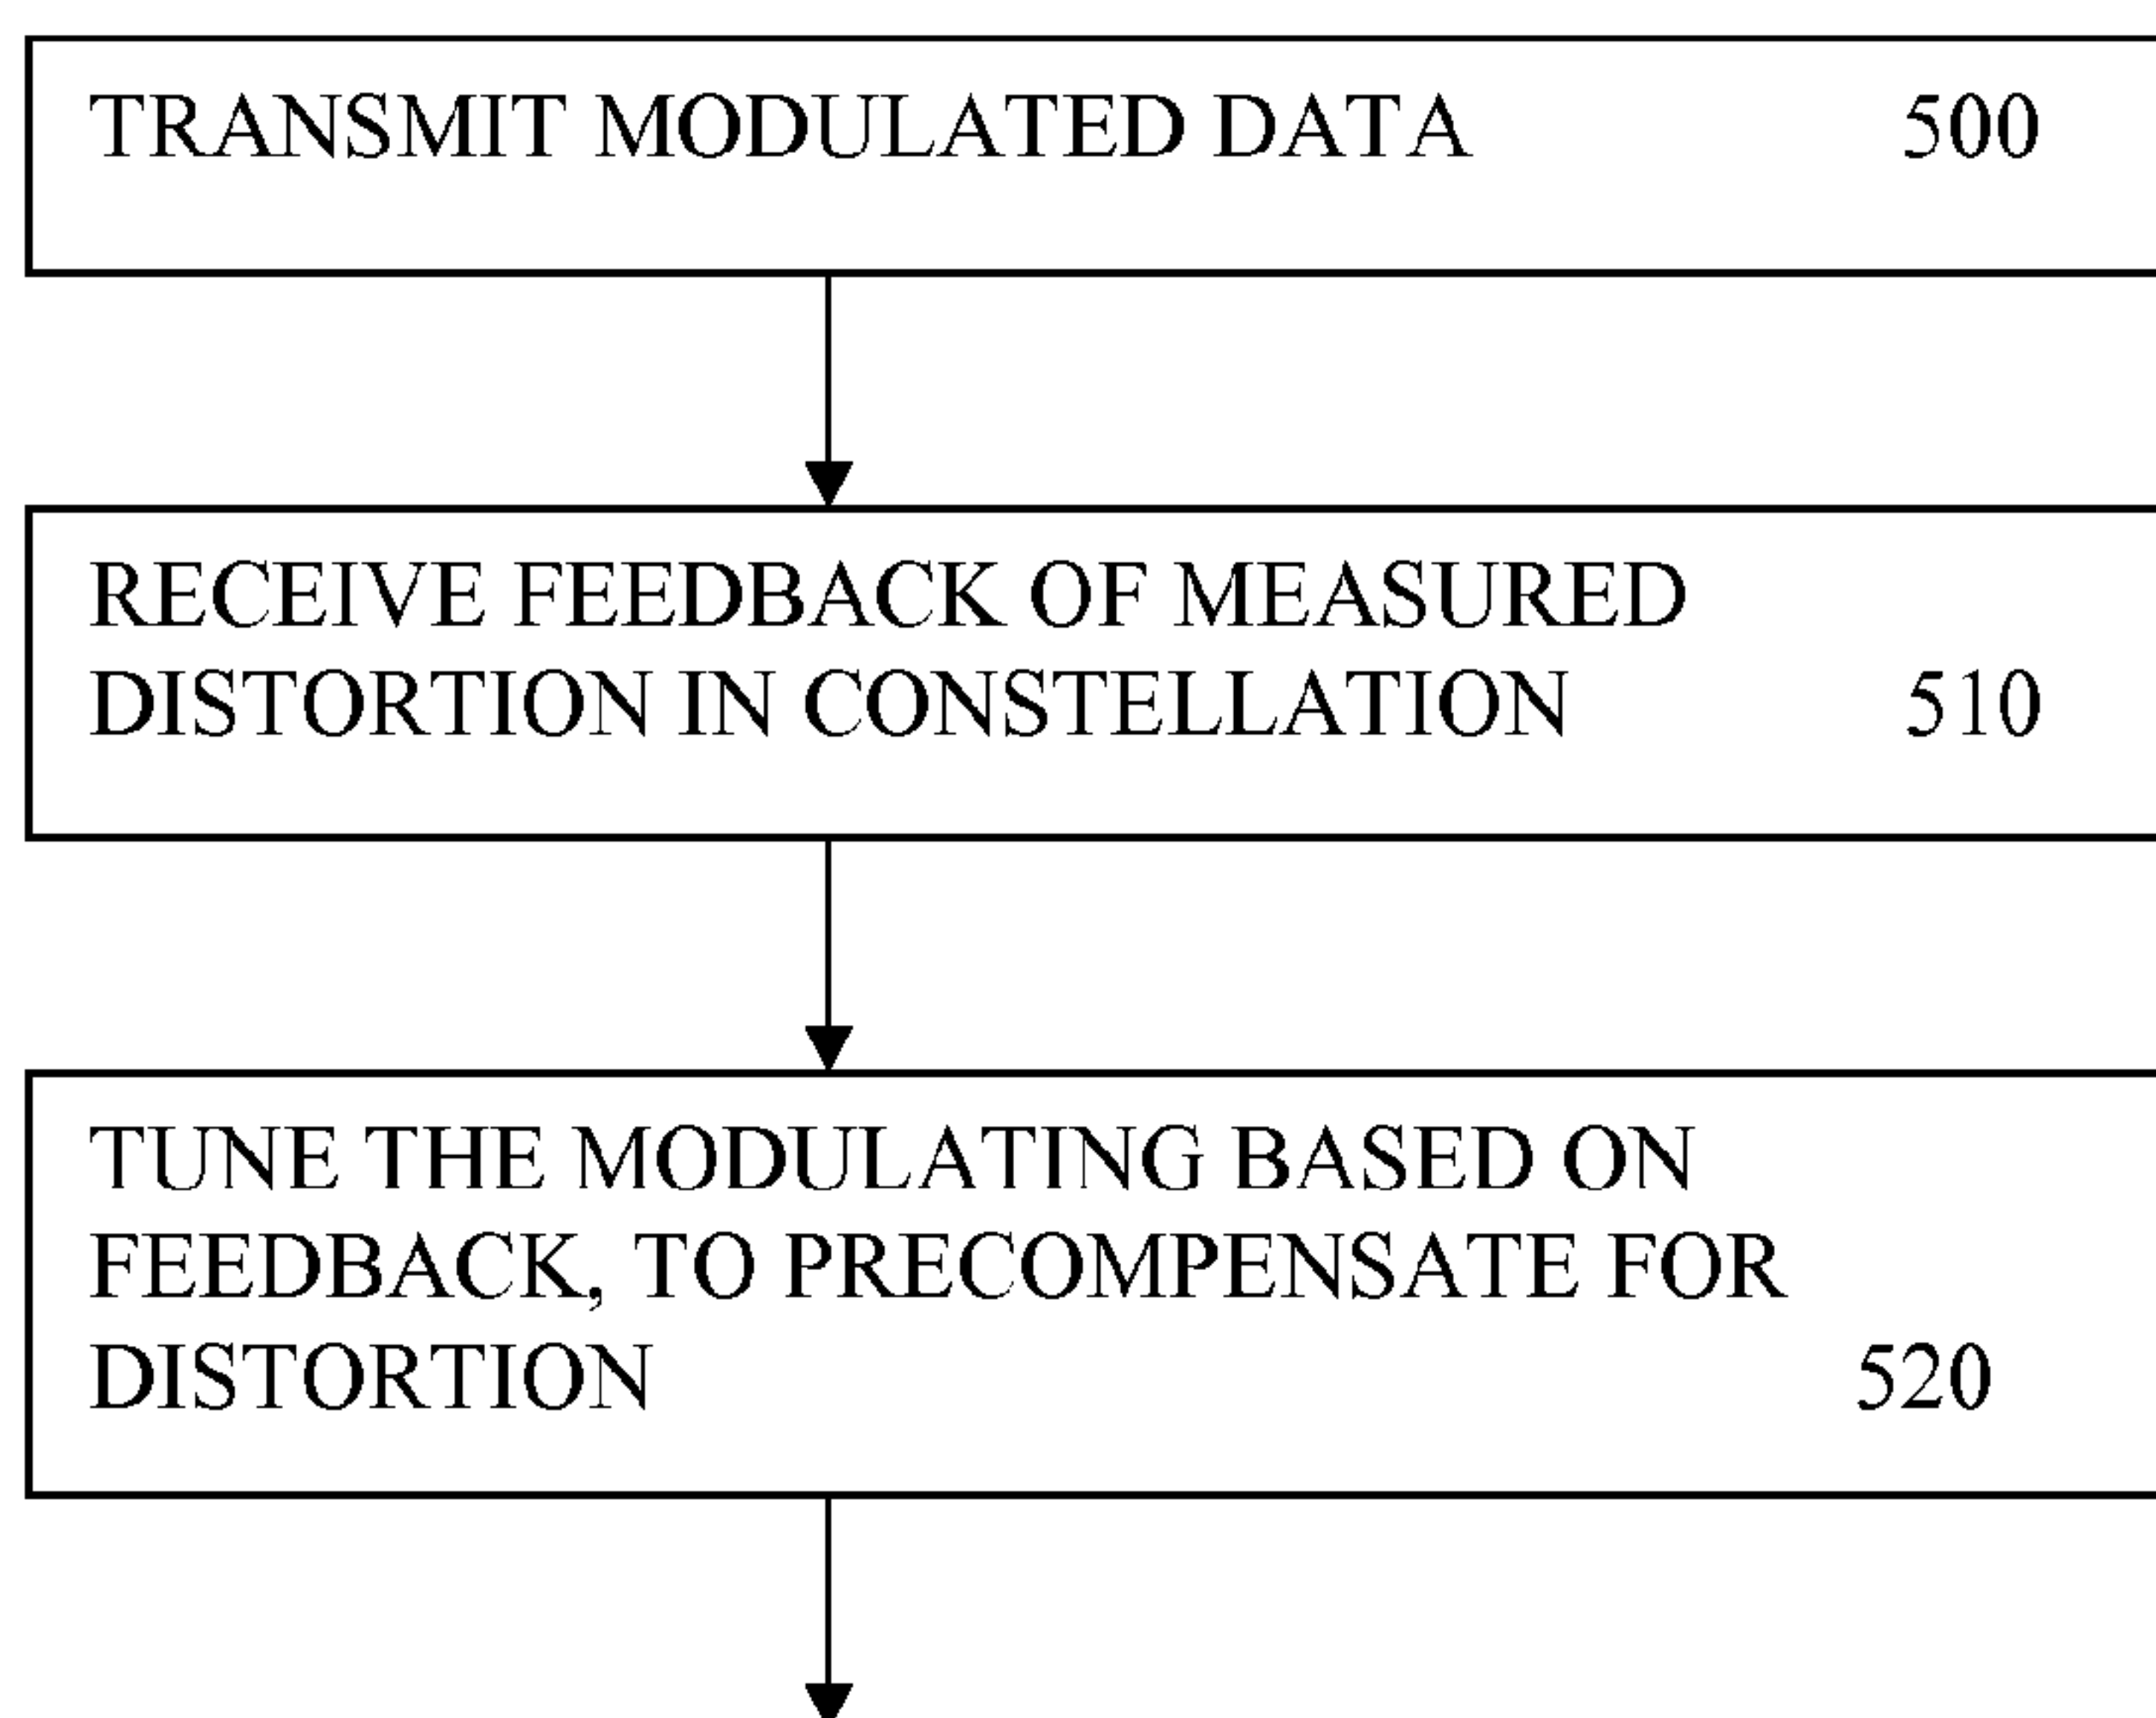 TRANSMIT MODULATED DATA 500
RECEIVE FEEDBACK OF MEASURED
DISTORTION IN CONSTELLATION 510
TUNE THE MODULATING BASED ON
FEEDBACK, TO PRECOMPENSATE FOR
DISTORTION 520